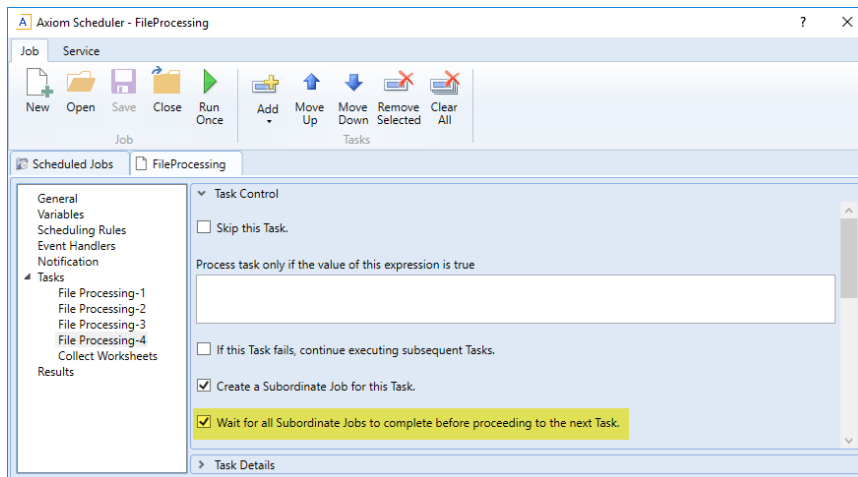 A Axiom Scheduler - FileProcessing ?
Job Service
New Open Save Close Run Once Add Move Up Move Down Remove Selected Clear All
Job Tasks
Scheduled Jobs FileProcessing
General
Variables
Scheduling Rules
Event Handlers
Notification
Tasks
File Processing-1
File Processing-2
File Processing-3
File Processing-4
Collect Worksheets
Results
Task Control
Skip this Task.
Process task only if the value of this expression is true
If this Task fails, continue executing subsequent Tasks.
Create a Subordinate Job for this Task.
Wait for all Subordinate Jobs to complete before proceeding to the next Task.
Task Details